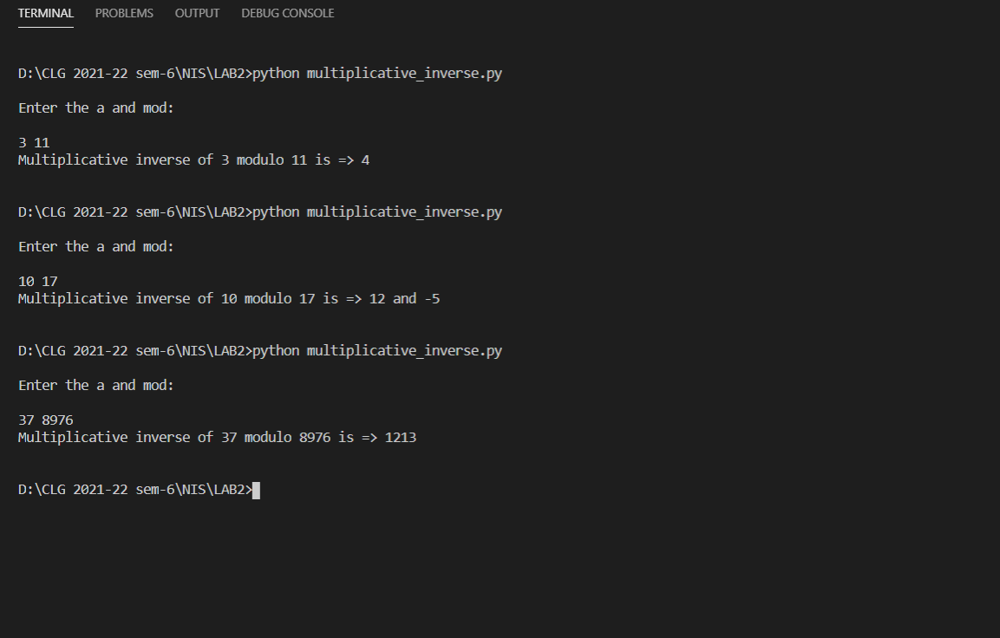 TERMINAL PROBLEMS OUTPUT DEBUG CONSOLE
D:\CLG 2021-22 sem-6\NIS\LAB2>python multiplicative_inverse.py
Enter the a and mod:
3 11
Multiplicative inverse of 3 modulo 11 is => 4
D:\CLG 2021-22 sem-6\NIS\LAB2>python multiplicative_inverse.py
Enter the a and mod:
10 17
Multiplicative inverse of 10 modulo 17 is => 12 and -5
D:\CLG 2021-22 sem-6\NIS\LAB2>python multiplicative_inverse.py
Enter the a and mod:
37 8976
Multiplicative inverse of 37 modulo 8976 is => 1213
D:\CLG 2021-22 sem-6\NIS\LAB2>